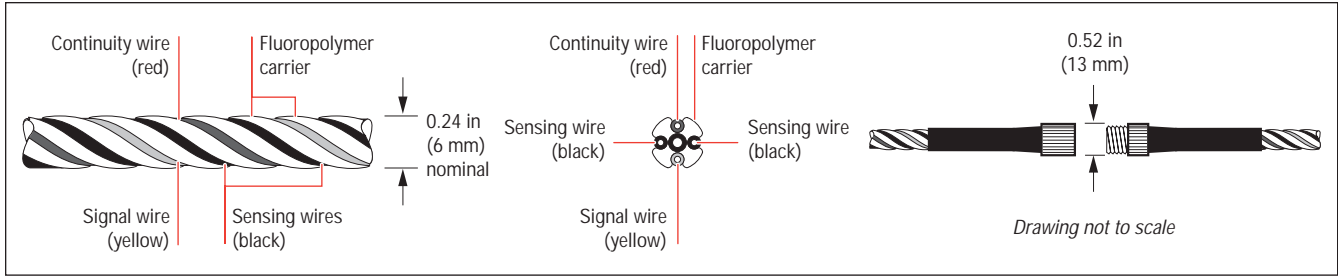 Continuity wire
(red)
Fluoropolymer
carrier
0.24 in
(6 mm)
nominal
Signal wire
(yellow)
Sensing wires
(black)
Continuity wire
(red)
Fluoropolymer
carrier
Sensing wire
(black)
Sensing wire
(black)
Signal wire
(yellow)
0.52 in
(13 mm)
Drawing not to scale